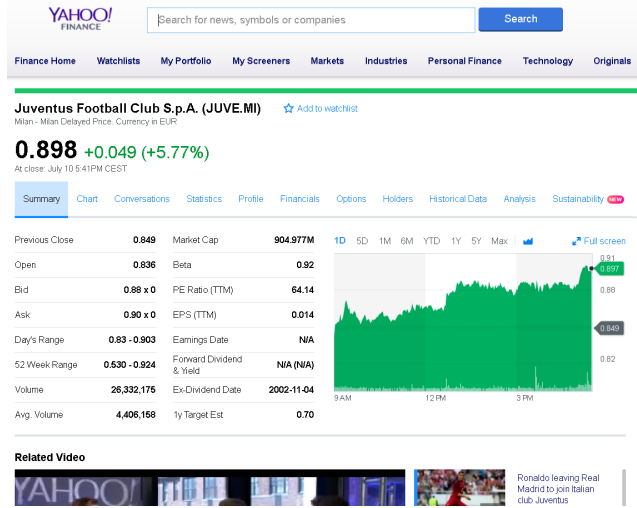 YAHOO!
FINANCE
Search for news, symbols or companies
Search
Finance Home Watchlists My Portfolio My Screeners Markets Industries Personal Finance Technology Originals
Juventus Football Club S.p.A. (JUVE.MI) Add to watchlist
Milan - Milan Delayed Price. Currency in EUR
0.898 +0.049 (+5.77%)
At close: July 10 5:41PM CEST
Summary Chart Conversations Statistics Profile Financials Options Holders Historical Data Analysis Sustainability NEW
Previous Close 0.849 Market Cap 904.977M
Open 0.836 Beta 0.92
Bid 0.88 x 0 PE Ratio (TTM) 64.14
Ask 0.90 x 0 EPS (TTM) 0.014
Day's Range 0.83 - 0.903 Earnings Date N/A
52 Week Range 0.530 - 0.924 Forward Dividend & Yield N/A (N/A)
Volume 26,332,175 Ex-Dividend Date 2002-11-04
Avg. Volume 4,406,158 1y Target Est 0.70
1D 5D 1M 6M YTD 1Y 5Y Max Full screen
0.91
0.897
0.88
0.849
0.82
9 AM 12 PM 3 PM
Related Video
YAHOO!
Ronaldo leaving Real
Madrid to join Italian
club Juventus